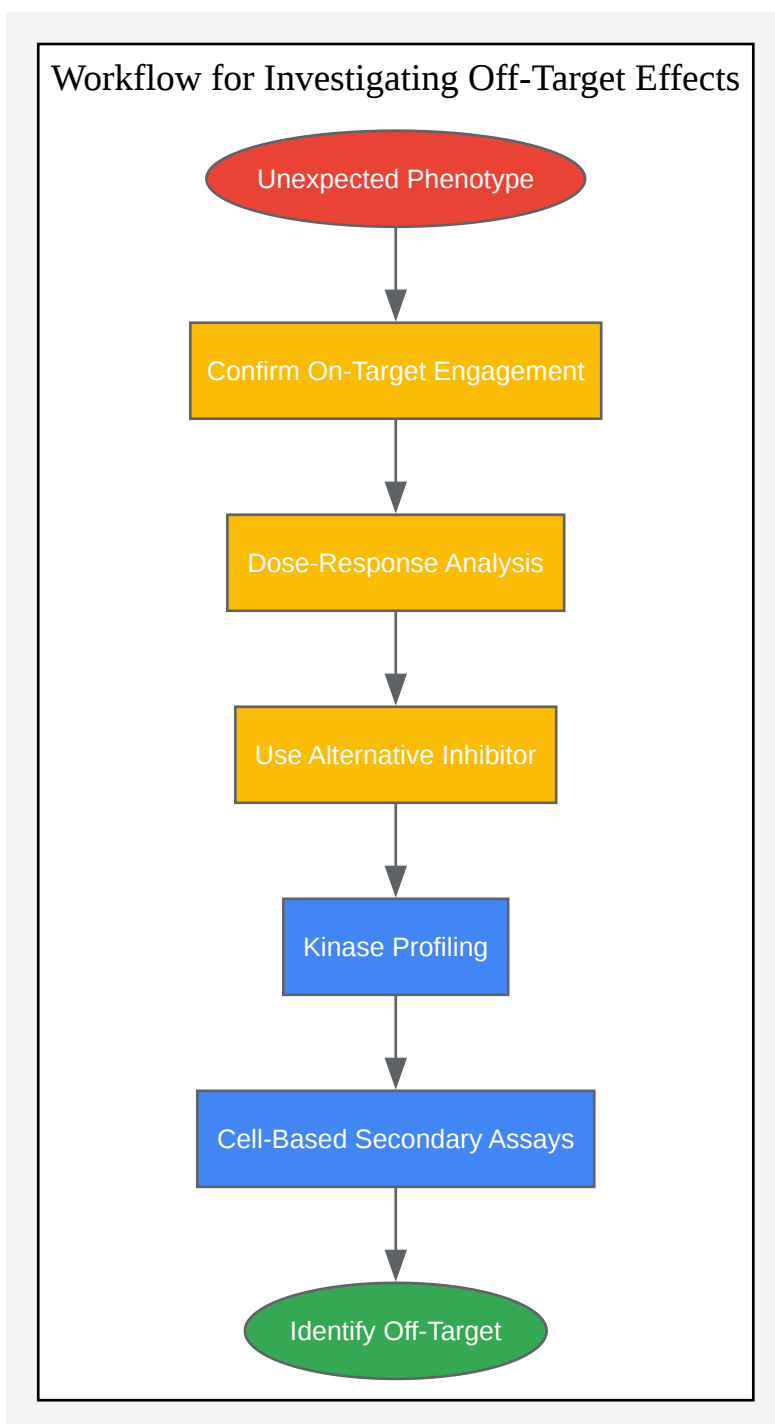 Workflow for Investigating Off-Target Effects
Unexpected Phenotype
Confirm On-Target Engagement
Dose-Response Analysis
Use Alternative Inhibitor
Kinase Profiling
Cell-Based Secondary Assays
Identify Off-Target